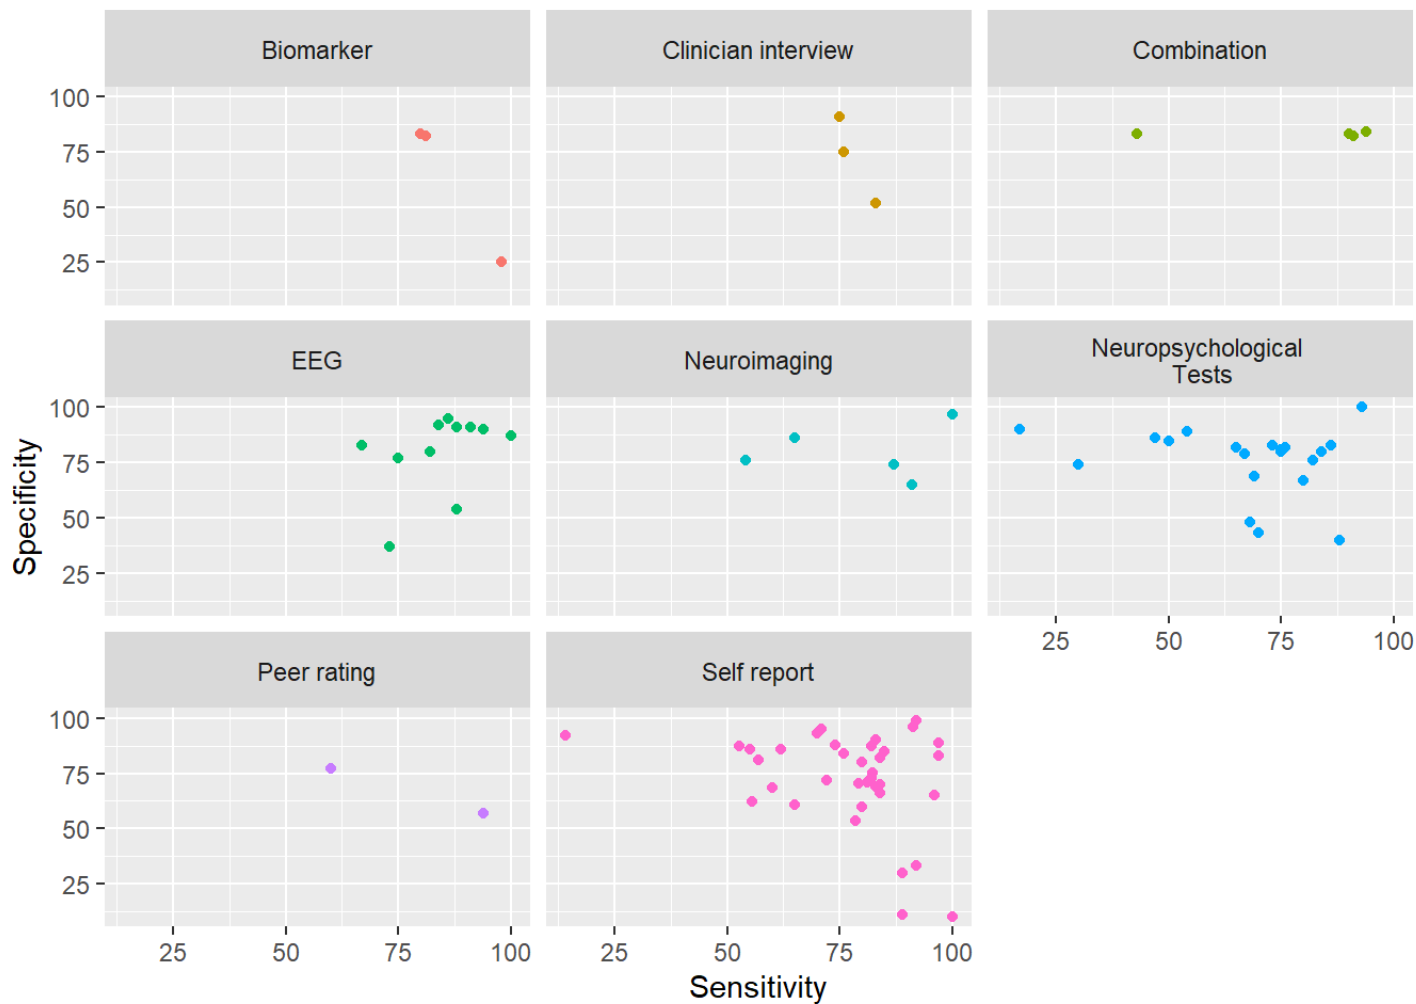 Biomarker
Clinician interview
Combination
100
75
50
25
EEG
Neuroimaging
Neuropsychological
Tests
100
75
50
25
25 50 75 100
Peer rating
Self report
100
75
50
25
25 50 75 100
50 75 100
Specificity
Sensitivity